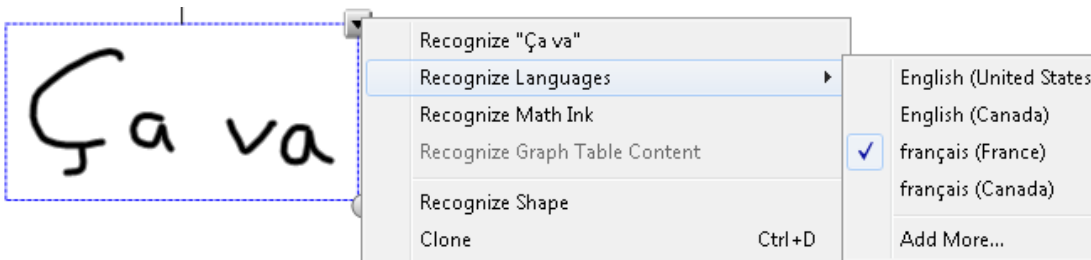 Ça va
Recognize "Ça va"
Recognize Languages
Recognize Math Ink
Recognize Graph Table Content
Recognize Shape
Clone Ctrl+D
English (United States
English (Canada)
français (France)
français (Canada)
Add More...